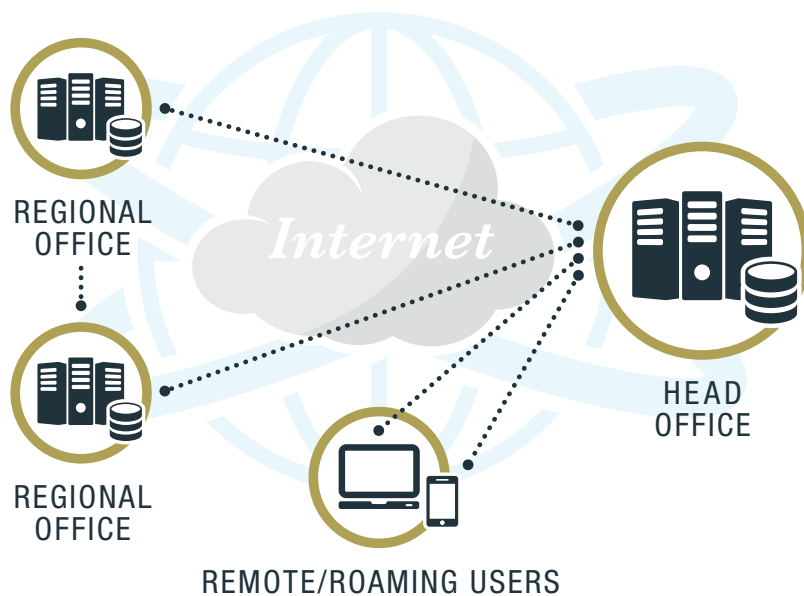 REGIONAL
OFFICE
Internet
HEAD
OFFICE
REGIONAL
OFFICE
REMOTE/ROAMING USERS